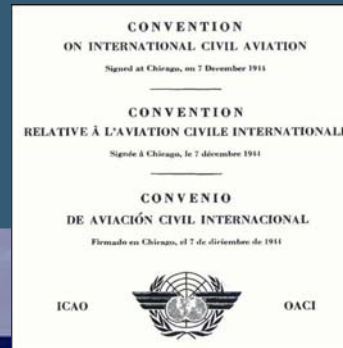 CONVENTION
ON INTERNATIONAL CIVIL AVIATION
Signed at Chicago, on 7 December 1944
CONVENTION
RELATIVE À L'AVIATION CIVILE INTERNATIONALE
Signée à Chicago, le 7 décembre 1944
CONVENIO
DE AVIACIÓN CIVIL INTERNACIONAL
Firmado en Chicago, el 7 de diciembre de 1944
ICAO OACI